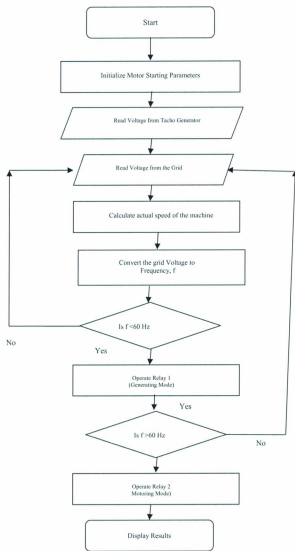 Start
Initialize Motor Starting Parameters
Read Voltage from Tacho Generator
Read Voltage from the Grid
Calculate actual speed of the machine
Convert the grid Voltage to
Frequency, f
Is f <60 Hz
No
Yes
Operate Relay 1
(Generating Mode)
Yes
Is f >60 Hz
No
Operate Relay 2
Motoring Mode)
Display Results